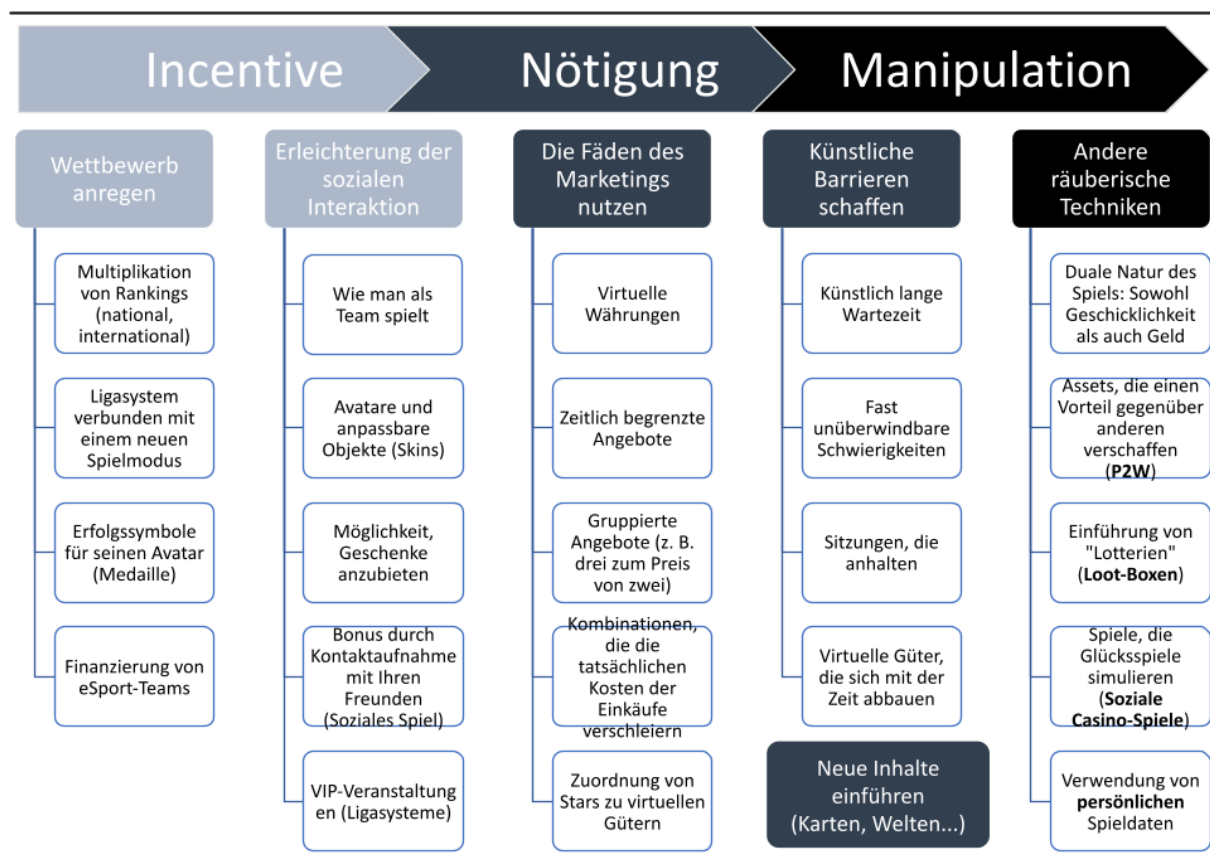 Incentive
Nötigung
Manipulation
Wettbewerb
anregen
Multiplikation
von Rankings
(national,
international)
Ligasystem
verbunden mit
einem neuen
Spielmodus
Erfolgssymbole
für seinen Avatar
(Medaille)
Finanzierung von
eSport-Teams
Erleichterung der
sozialen
Interaktion
Wie man als
Team spielt
Avatare und
anpassbare
Objekte (Skins)
Möglichkeit,
Geschenke
anzubieten
Bonus durch
Kontaktaufnahme
mit Ihren
Freunden
(Soziales Spiel)
VIP-Veranstaltung
en (Ligasysteme)
Die Fäden des
Marketings
nutzen
Virtuelle
Währungen
Zeitlich begrenzte
Angebote
Gruppierte
Angebote (z. B.
drei zum Preis
von zwei)
Kombinationen,
die die
tatsächlichen
Kosten der
Einkäufe
verschleiern
Zuordnung von
Stars zu virtuellen
Gütern
Künstliche
Barrieren
schaffen
Künstlich lange
Wartezeit
Fast
unüberwindbare
Schwierigkeiten
Sitzungen, die
anhalten
Virtuelle Güter,
die sich mit der
Zeit abbauen
Neue Inhalte
einführen
(Karten, Welten...)
Andere
räuberische
Techniken
Duale Natur des
Spiels: Sowohl
Geschicklichkeit
als auch Geld
Assets, die einen
Vorteil gegenüber
anderen
verschaffen
(P2W)
Einführung von
"Lotterien"
(Loot-Boxen)
Spiele, die
Glücksspiele
simulieren
(Soziale
Casino-Spiele)
Verwendung von
persönlichen
Spieldaten